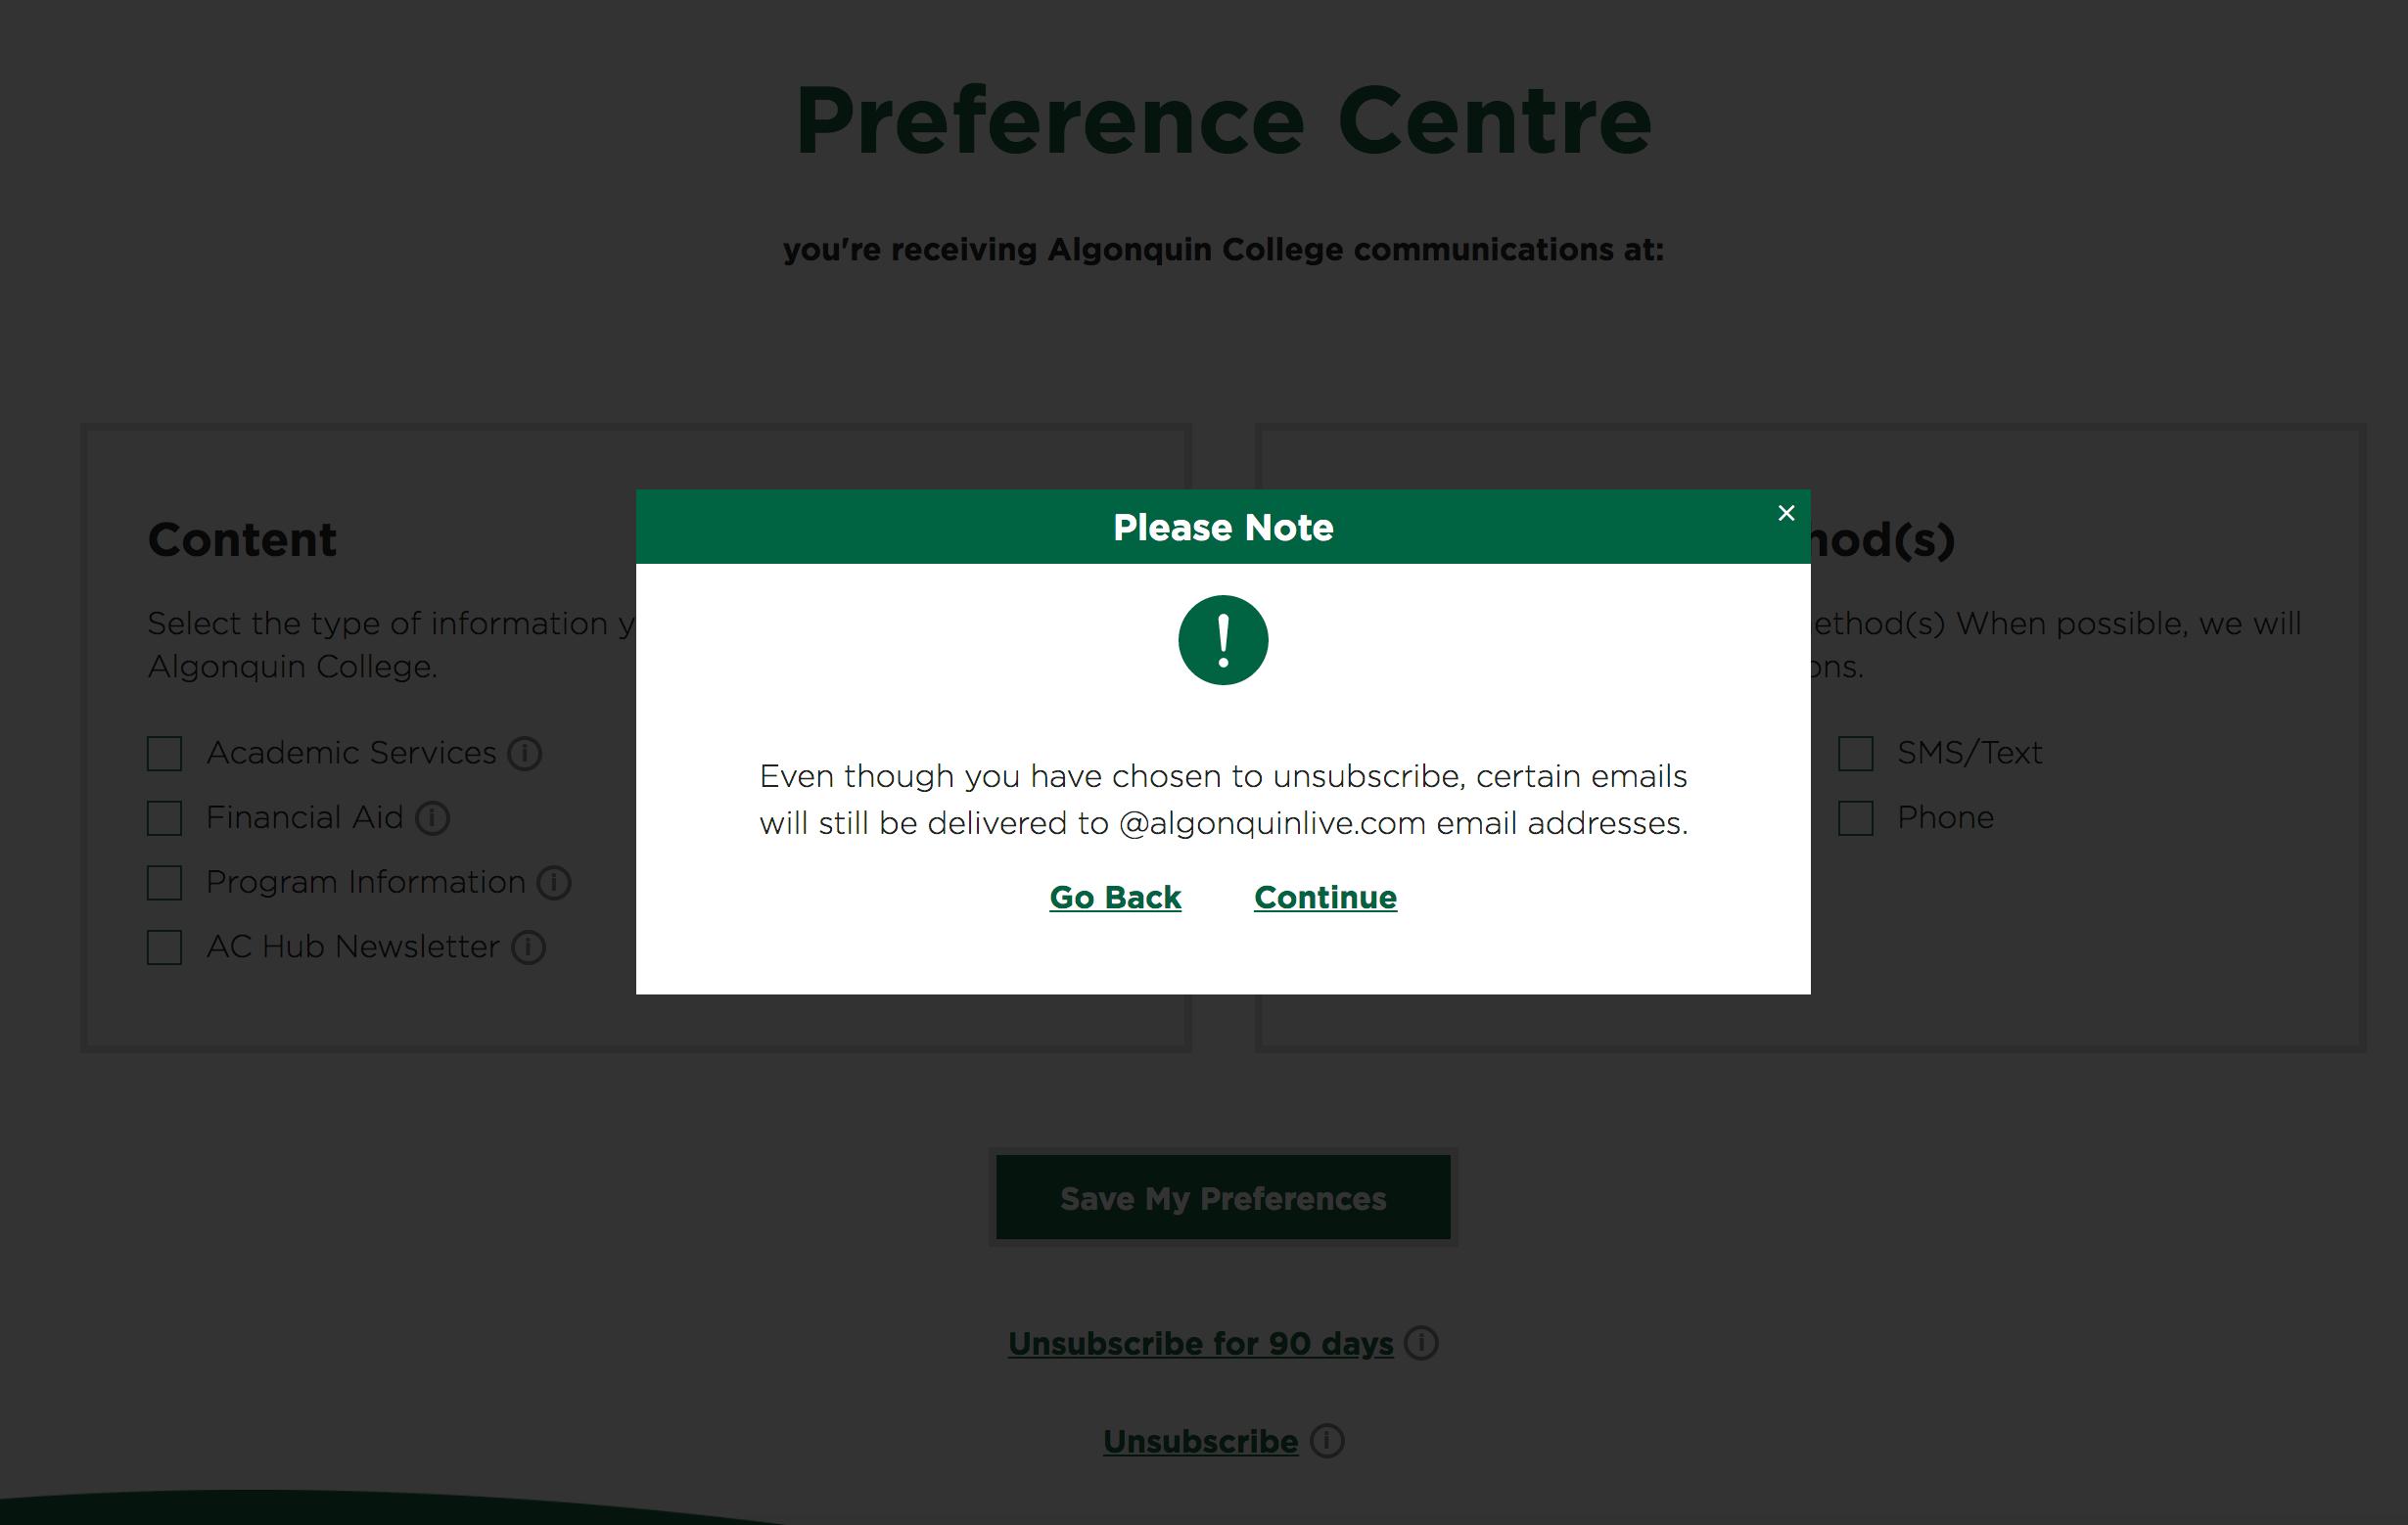 Preference Centre
you're receiving Algonquin College communications at:
Content
Select the type of information y
Algonquin College.
Academic Services
Financial Aid
Program Information
AC Hub Newsletter
Please Note
Even though you have chosen to unsubscribe, certain emails
will still be delivered to @algonquinlive.com email addresses.
Go Back Continue
hod(s)
ethod(s) When possible, we will
ons.
SMS/Text
Phone
Save My Preferences
Unsubscribe for 90 days
Unsubscribe